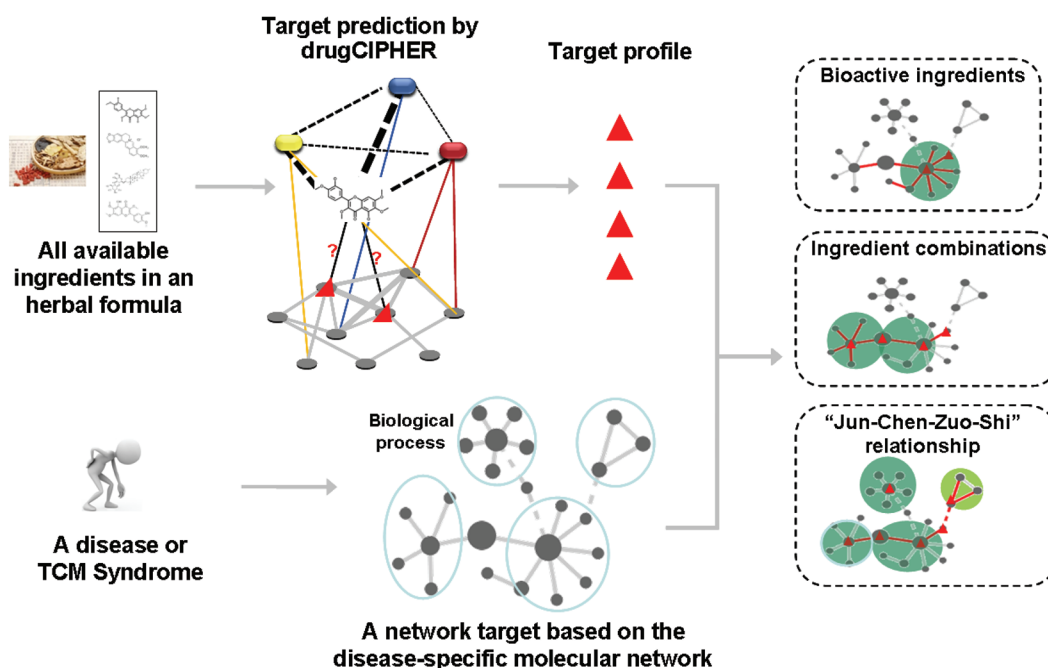 Target prediction by
drugCIPHER
Target profile
Bioactive ingredients
All available
ingredients in an
herbal formula
?
?
Ingredient combinations
Biological
process
"Jun-Chen-Zuo-Shi"
relationship
A disease or
TCM Syndrome
A network target based on the
disease-specific molecular network